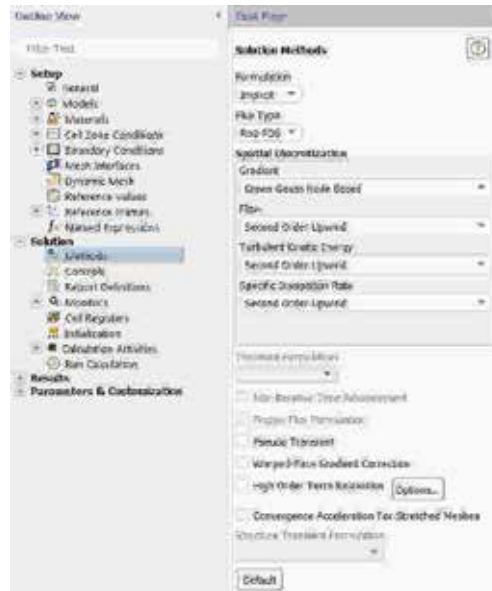 Outline View
Filter Text
Setup
General
Models
Materials
Cell Zone Conditions
Boundary Conditions
Mesh Interfaces
Dynamic Mesh
Reference Values
Reference Frames
Named Expressions
Solution
Methods
Controls
Report Definitions
Monitors
Cell Registers
Initialization
Calculation Activities
Run Calculation
Results
Parameters & Customization
Task Page
Solution Methods
Formulation
Implicit
Flux Type
Roe-FDS
Spatial Discretization
Gradient
Green-Gauss Node Based
Flow
Second Order Upwind
Turbulent Kinetic Energy
Second Order Upwind
Specific Dissipation Rate
Second Order Upwind
Transient Formulation
Non-Iterative Time Advancement
Frozen Flux Formulation
Pseudo Transient
Warped-Face Gradient Correction
High Order Term Relaxation
Options...
Convergence Acceleration For Stretched Meshes
Structure Transient Formulation
Default